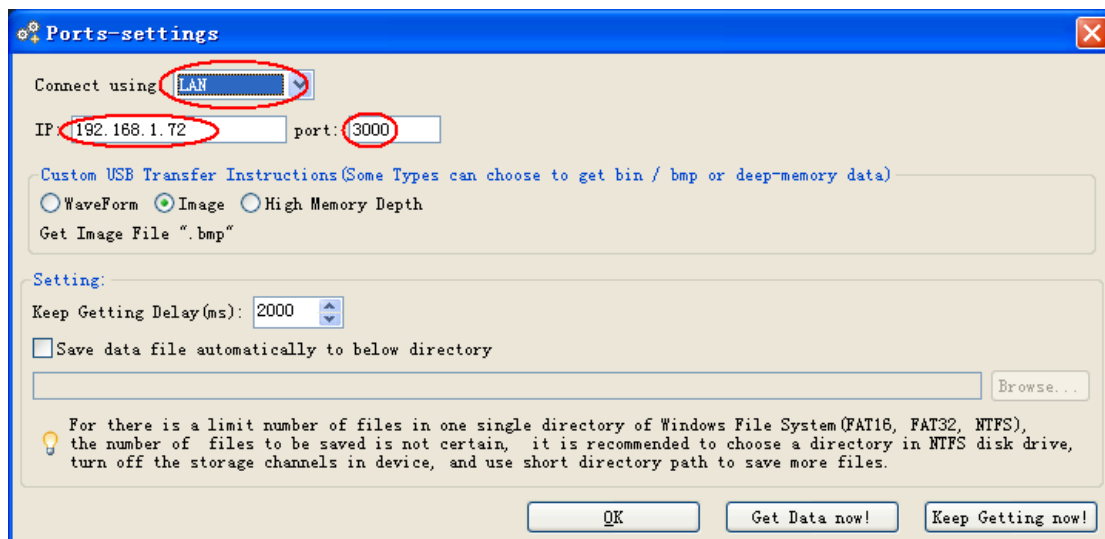 Ports-settings
Connect using: LAN
IP: 192.168.1.72 port: 3000
Custom USB Transfer Instructions(Some Types can choose to get bin / bmp or deep-memory data)
WaveForm Image High Memory Depth
Get Image File ".bmp"
Setting:
Keep Getting Delay(ms): 2000
Save data file automatically to below directory
Browse...
For there is a limit number of files in one single directory of Windows File System(FAT16, FAT32, NTFS),
the number of files to be saved is not certain, it is recommended to choose a directory in NTFS disk drive,
turn off the storage channels in device, and use short directory path to save more files.
OK Get Data now! Keep Getting now!